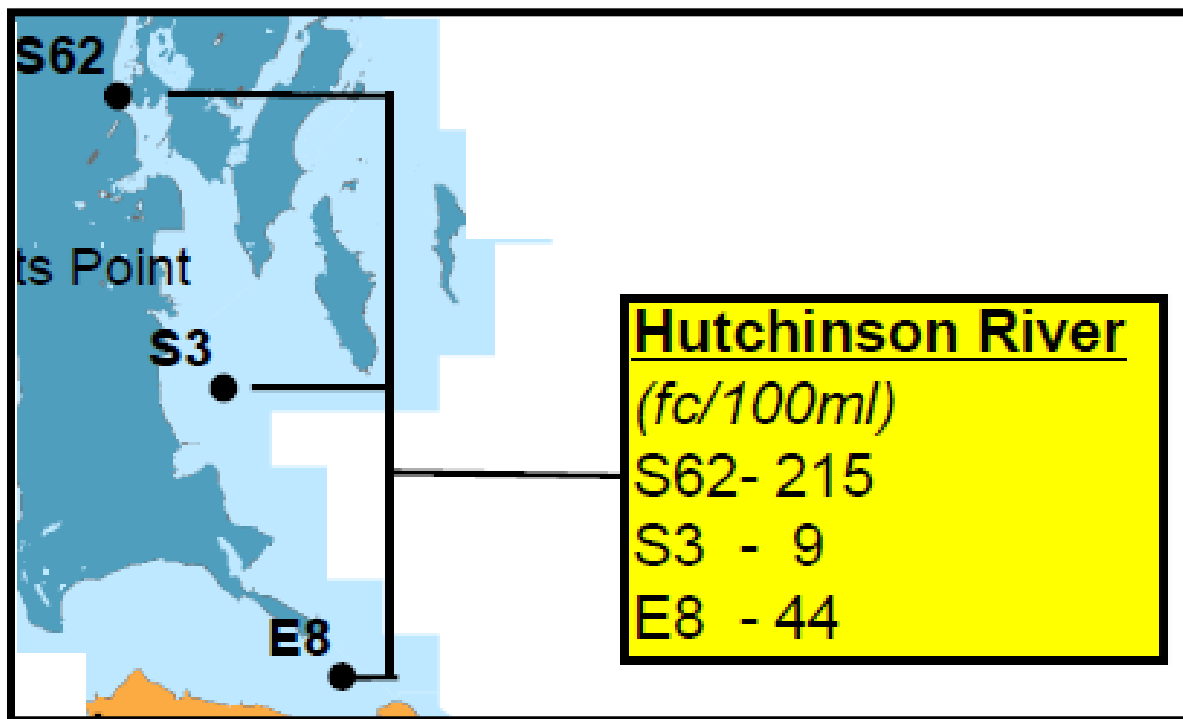 S62
ts Point
S3
E8
Hutchinson River
(fc/100ml)
S62- 215
S3 - 9
E8 - 44